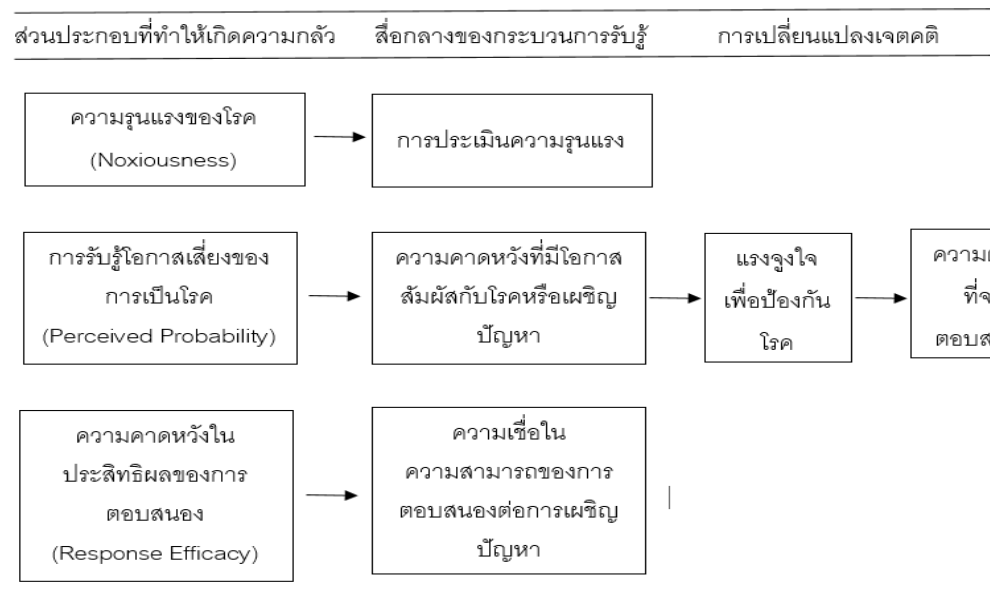 ส่วนประกอบที่ทำให้เกิดความกลัว
สื่อกลางของกระบวนการรับรู้
การเปลี่ยนแปลงเจตคติ
ความรุนแรงของโรค
(Noxiousness)
การประเมินความรุนแรง
การรับรู้โอกาสเสี่ยงของ
การเป็นโรค
(Perceived Probability)
ความคาดหวังที่มีโอกาส
สัมผัสกับโรคหรือเผชิญ
ปัญหา
แรงจูงใจ
เพื่อป้องกัน
โรค
ความ
ที่
ความคาดหวังใน
ประสิทธิผลของการ
ตอบสนอง
(Response Efficacy)
ความเชื่อใน
ความสามารถของการ
ตอบสนองต่อการเผชิญ
ปัญหา